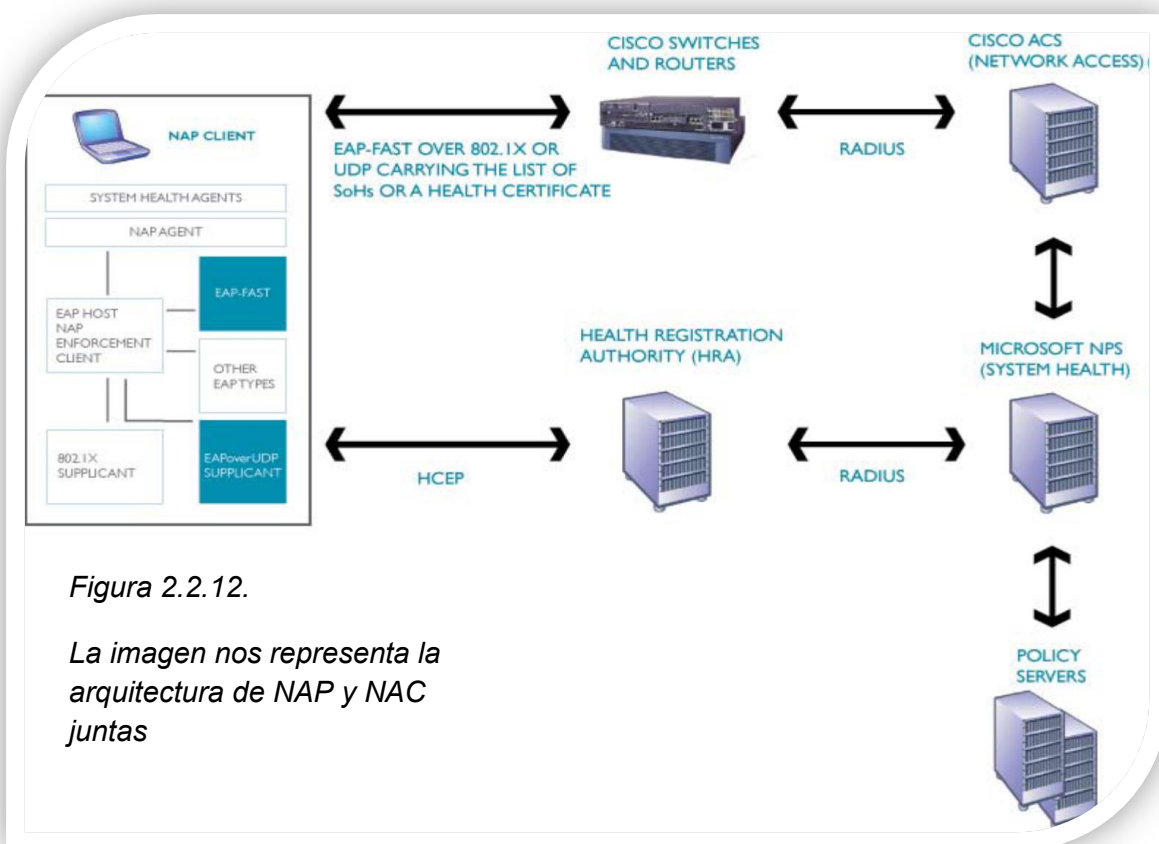 CISCO SWITCHES
AND ROUTERS
CISCO ACS
(NETWORK ACCESS)
NAP CLIENT
EAP-FAST OVER 802.1X OR
UDP CARRYING THE LIST OF
SoHs OR A HEALTH CERTIFICATE
RADIUS
SYSTEM HEALTH AGENTS
NAP AGENT
EAP HOST
NAP
ENFORCEMENT
CLIENT
EAP-FAST
OTHER
EAP TYPES
802.1X
SUPPLICANT
EAPoverUDP
SUPPLICANT
HEALTH REGISTRATION
AUTHORITY (HRA)
MICROSOFT NPS
(SYSTEM HEALTH)
HCEP
RADIUS
POLICY
SERVERS
Figura 2.2.12.
La imagen nos representa la
arquitectura de NAP y NAC
juntas